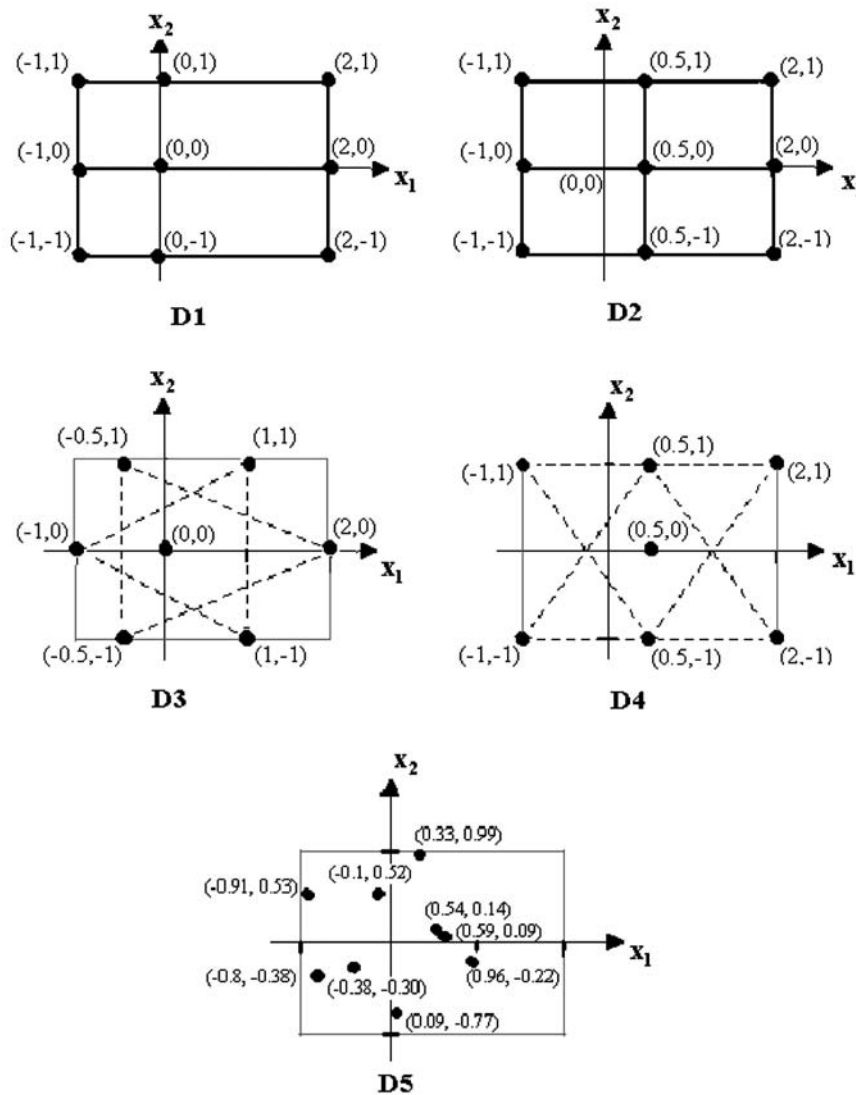 x2 x2
(-1,1) (0,1) (2,1) (-1,1) (0.5,1) (2,1)
(-1,0) (0,0) (2,0) (-1,0) (0,0) (0.5,0) (2,0)
x1 x
(-1,-1) (0,-1) (2,-1) (-1,-1) (0.5,-1) (2,-1)
D1 D2
x2 x2
(-0.5,1) (1,1) (-1,1) (0.5,1) (2,1)
(-1,0) (0,0) (2,0) (0.5,0)
x1 x1
(-0.5,-1) (1,-1) (-1,-1) (0.5,-1) (2,-1)
D3 D4
x2
(0.33, 0.99)
(-0.91, 0.53) (-0.1, 0.52)
(0.54, 0.14)
(0.59, 0.09)
x1
(-0.8, -0.38) (-0.38, -0.30) (0.96, -0.22)
(0.09, -0.77)
D5